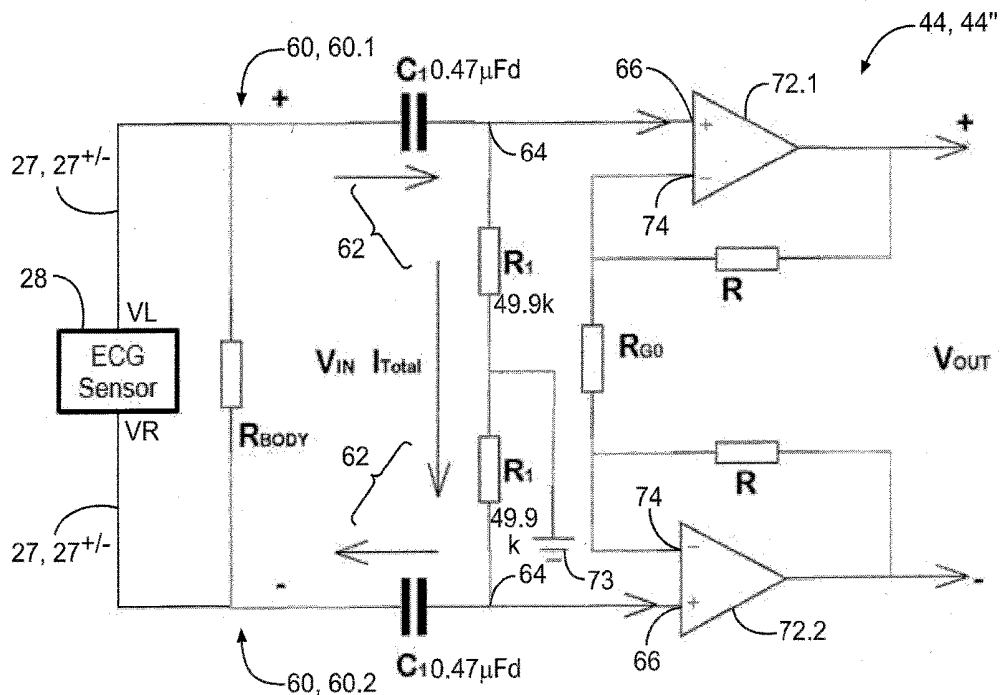 44, 44"
60, 60.1
C1 0.47µFd
66
72.1
+
+
+
27, 27+/-
64
−
74
62
28
R1
49.9k
R
VL
ECG
Sensor
RG0
VIN ITotal
VOUT
RBODY
VR
62
R1
R
49.9
k
74
27, 27+/-
−
-
64
73
-
+
72.2
66
C1 0.47µFd
60, 60.2